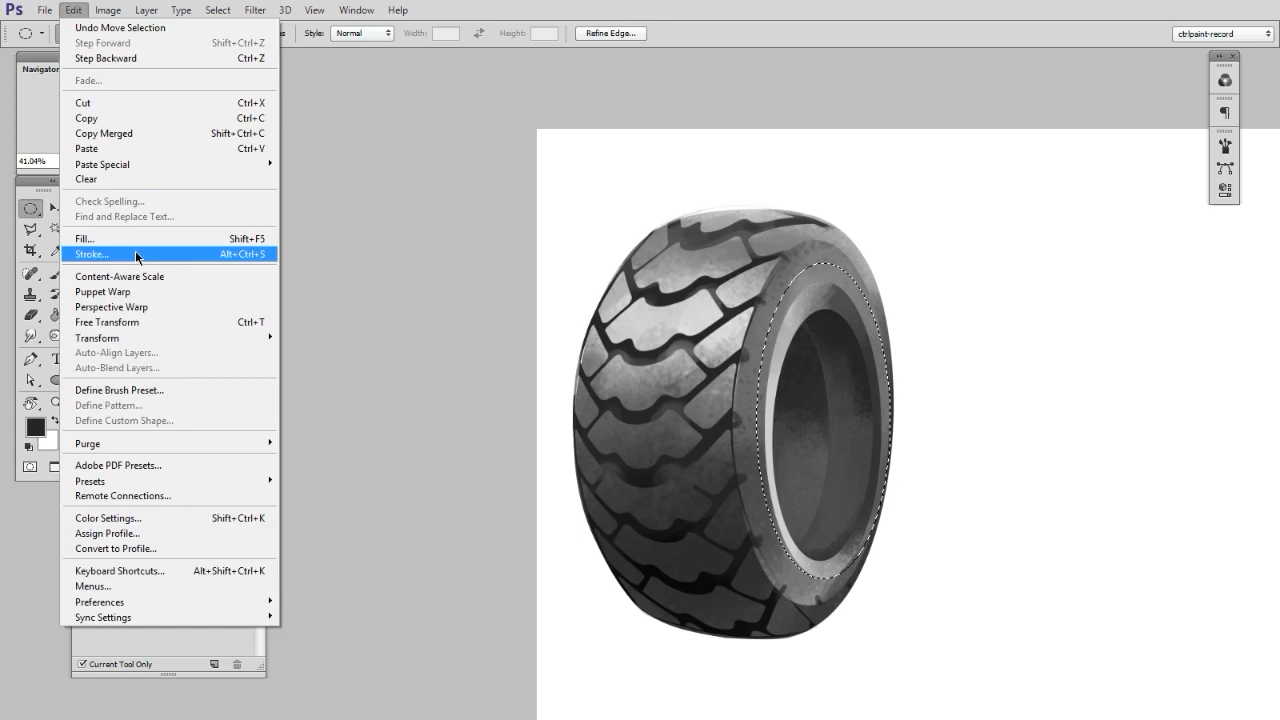 Ps File Edit Image Layer Type Select Filter 3D View Window Help
Style: Normal Width: Height: Refine Edge... ctrlpaint-record
Navigator
41.04%
Undo Move Selection
Step Forward Shift+Ctrl+Z
Step Backward Ctrl+Z
Fade...
Cut Ctrl+X
Copy Ctrl+C
Copy Merged Shift+Ctrl+C
Paste Ctrl+V
Paste Special
Clear
Check Spelling...
Find and Replace Text...
Fill... Shift+F5
Stroke... Alt+Ctrl+S
Content-Aware Scale
Puppet Warp
Perspective Warp
Free Transform Ctrl+T
Transform
Auto-Align Layers...
Auto-Blend Layers...
Define Brush Preset...
Define Pattern...
Define Custom Shape...
Purge
Adobe PDF Presets...
Presets
Remote Connections...
Color Settings... Shift+Ctrl+K
Assign Profile...
Convert to Profile...
Keyboard Shortcuts... Alt+Shift+Ctrl+K
Menus...
Preferences
Sync Settings
Current Tool Only